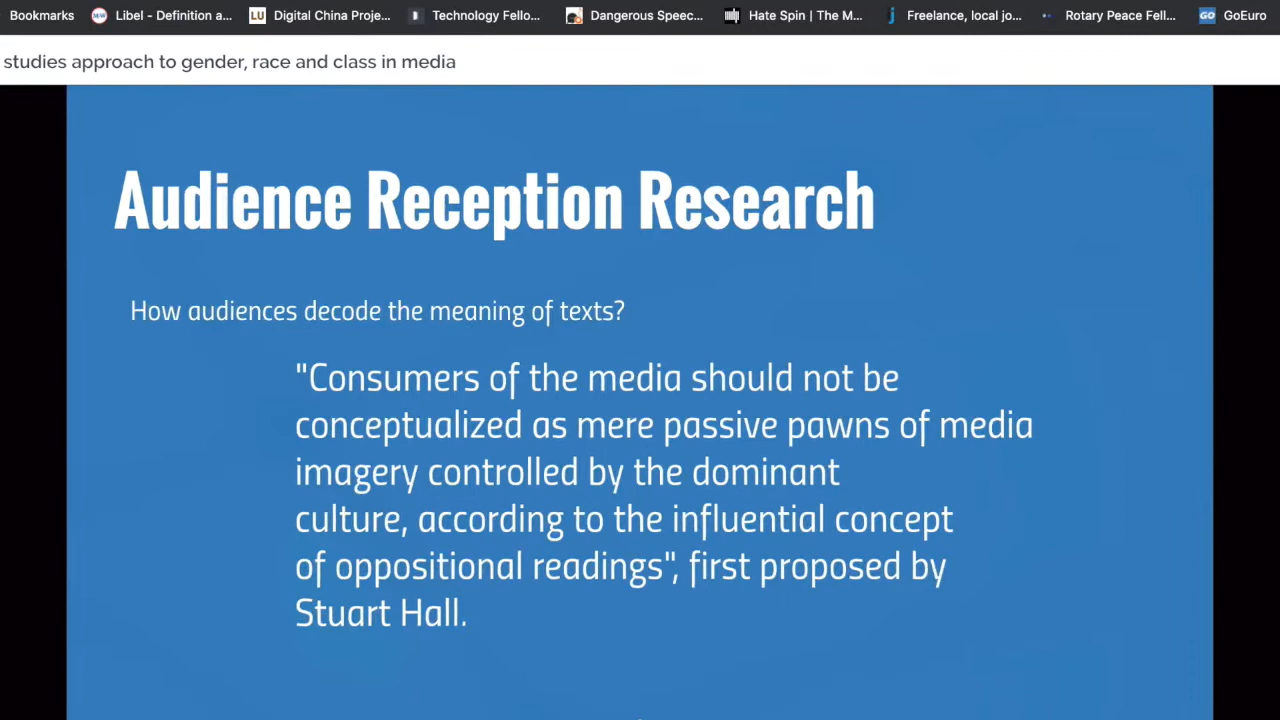 Bookmarks Libel - Definition a... LU Digital China Proje... Technology Fello... Dangerous Speec... Hate Spin | The M... j Freelance, local jo... Rotary Peace Fell... GO GoEuro
studies approach to gender, race and class in media
Audience Reception Research
How audiences decode the meaning of texts?
"Consumers of the media should not be
conceptualized as mere passive pawns of media
imagery controlled by the dominant
culture, according to the influential concept
of oppositional readings", first proposed by
Stuart Hall.